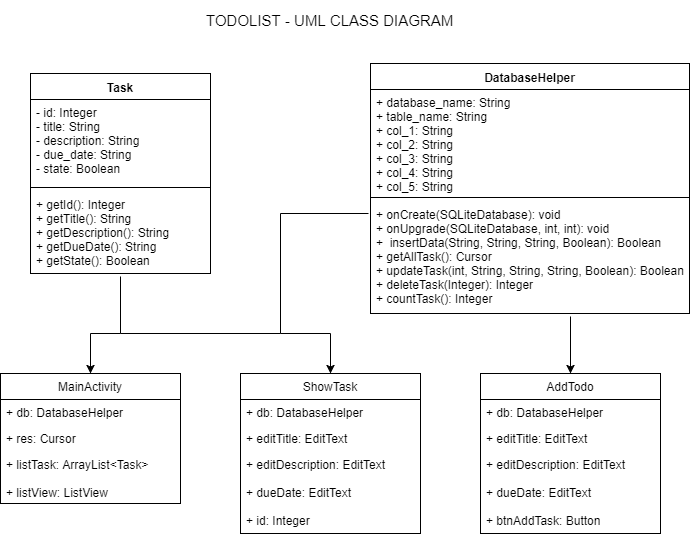 TODOLIST - UML CLASS DIAGRAM
Task
- id: Integer
- title: String
- description: String
- due_date: String
- state: Boolean
+ getId(): Integer
+ getTitle(): String
+ getDescription(): String
+ getDueDate(): String
+ getState(): Boolean
DatabaseHelper
+ database_name: String
+ table_name: String
+ col_1: String
+ col_2: String
+ col_3: String
+ col_4: String
+ col_5: String
+ onCreate(SQLiteDatabase): void
+ onUpgrade(SQLiteDatabase, int, int): void
+ insertData(String, String, String, Boolean): Boolean
+ getAllTask(): Cursor
+ updateTask(int, String, String, String, Boolean): Boolean
+ deleteTask(Integer): Integer
+ countTask(): Integer
MainActivity
+ db: DatabaseHelper
+ res: Cursor
+ listTask: ArrayList<Task>
+ listView: ListView
ShowTask
+ db: DatabaseHelper
+ editTitle: EditText
+ editDescription: EditText
+ dueDate: EditText
+ id: Integer
AddTodo
+ db: DatabaseHelper
+ editTitle: EditText
+ editDescription: EditText
+ dueDate: EditText
+ btnAddTask: Button